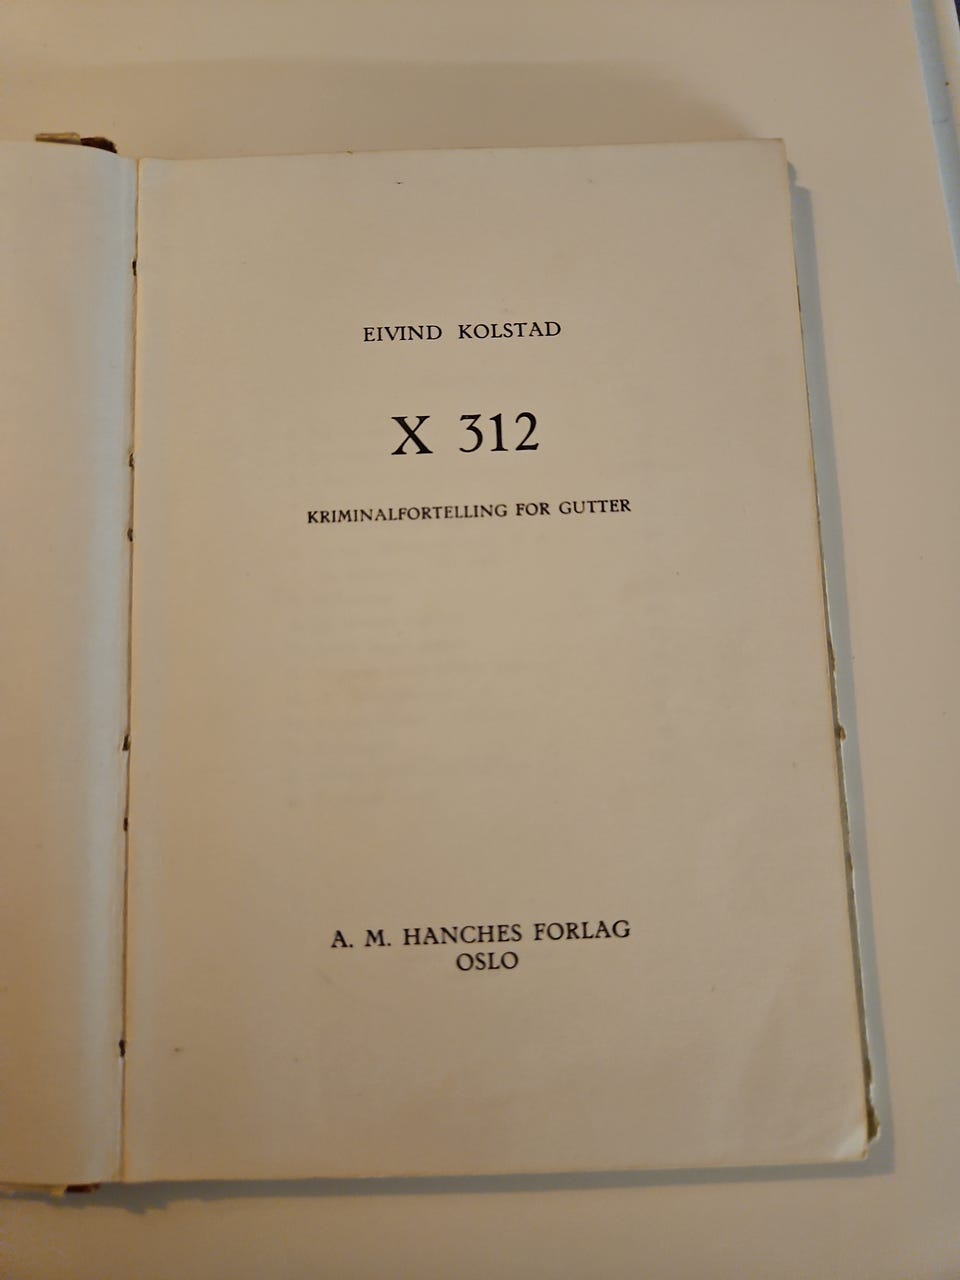 EIVIND KOLSTAD
X 312
KRIMINALFORTELLING FOR GUTTER
A. M. HANCHES FORLAG
OSLO